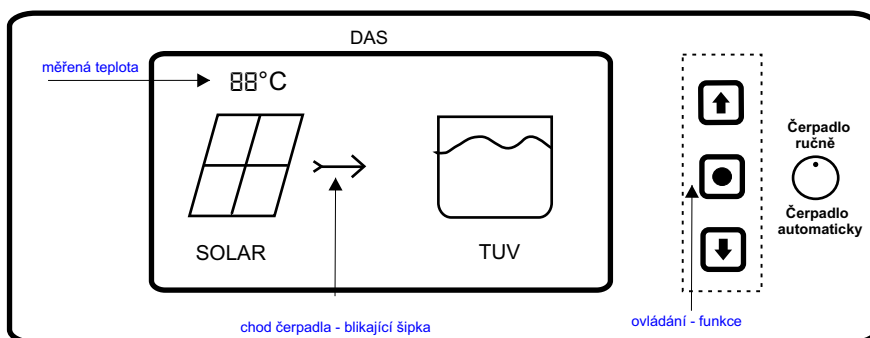 DAS
měřená teplota
88°C
SOLAR
TUV
chod čerpadla - blikající šipka
Čerpadlo
ručně
Čerpadlo
automaticky
ovládání - funkce